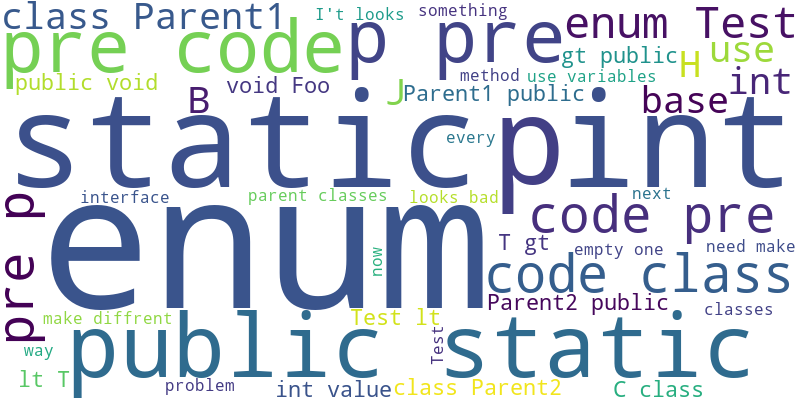 class Parent1
I't looks
something
enum Test
pre code
p pre
gt public
H
use
public void
void Foo
method
use variables
int
B
J
Parent1 public
base
static
p
int
every
interface
parent classes
looks bad
next
pre p
enum
code pre
T gt
empty one
need make
now
code class
Parent2 public
classes
make diffrent
public static
Test lt
Test
way
lt T
problem
int value
class Parent2
C class